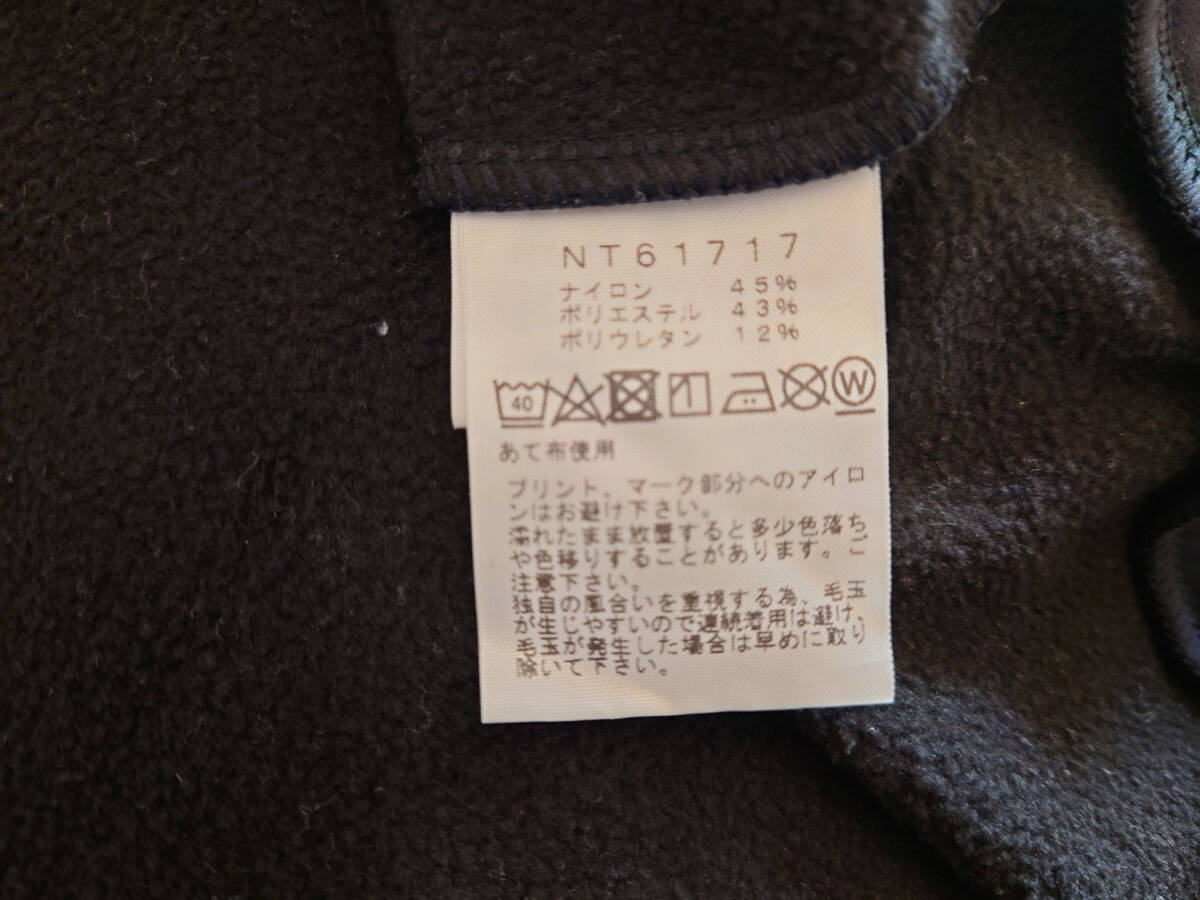 NT61717
ナイロン 45%
ポリエステル 43%
ポリウレタン 12%
40 W
あて布使用
プリント、マーク部分へのアイロ
ンはお避け下さい。
濡れたまま放置すると多少色落ち
や色移りすることがあります。ご
注意下さい。
独自の風合いを重視する為、毛玉
が生じやすいので連続着用は避け、
毛玉が発生した場合は早めに取り
除いて下さい。